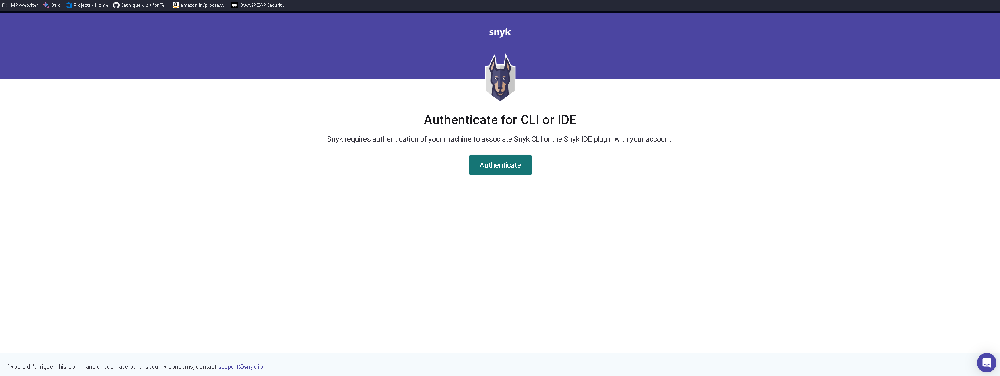 IMP-websites Bard Projects - Home Set a query bit for Te... amazon.in/progress... OWASP ZAP Securit...
snyk
Authenticate for CLI or IDE
Snyk requires authentication of your machine to associate Snyk CLI or the Snyk IDE plugin with your account.
Authenticate
If you didn't trigger this command or you have other security concerns, contact support@snyk.io.